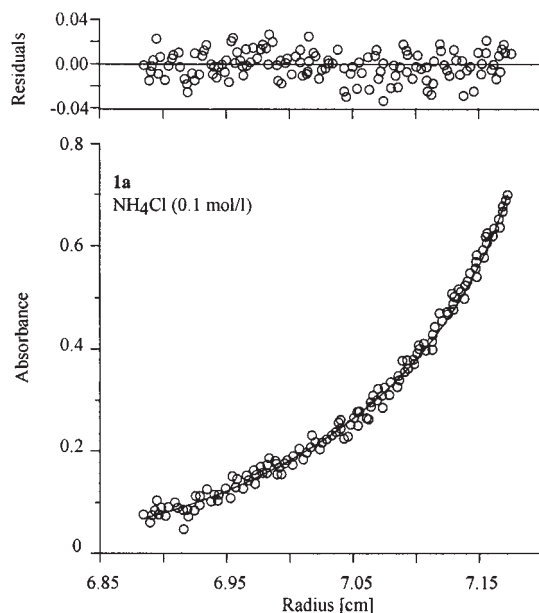 0.04
0.00
-0.04
Residuals
0.8
0.6
0.4
0.2
0
Absorbance
1a
NH4Cl (0.1 mol/l)
6.85
6.95
7.05
7.15
Radius [cm]